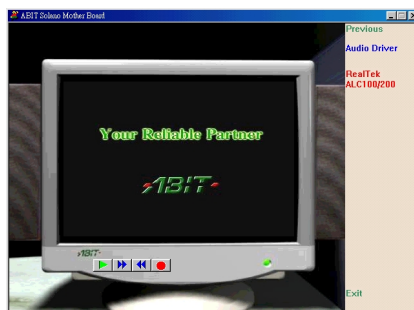 ABIT Solano Mother Board
Previous
Audio Driver
RealTek
ALC100/200
Your Reliable Partner
ABIT
ABIT
Exit